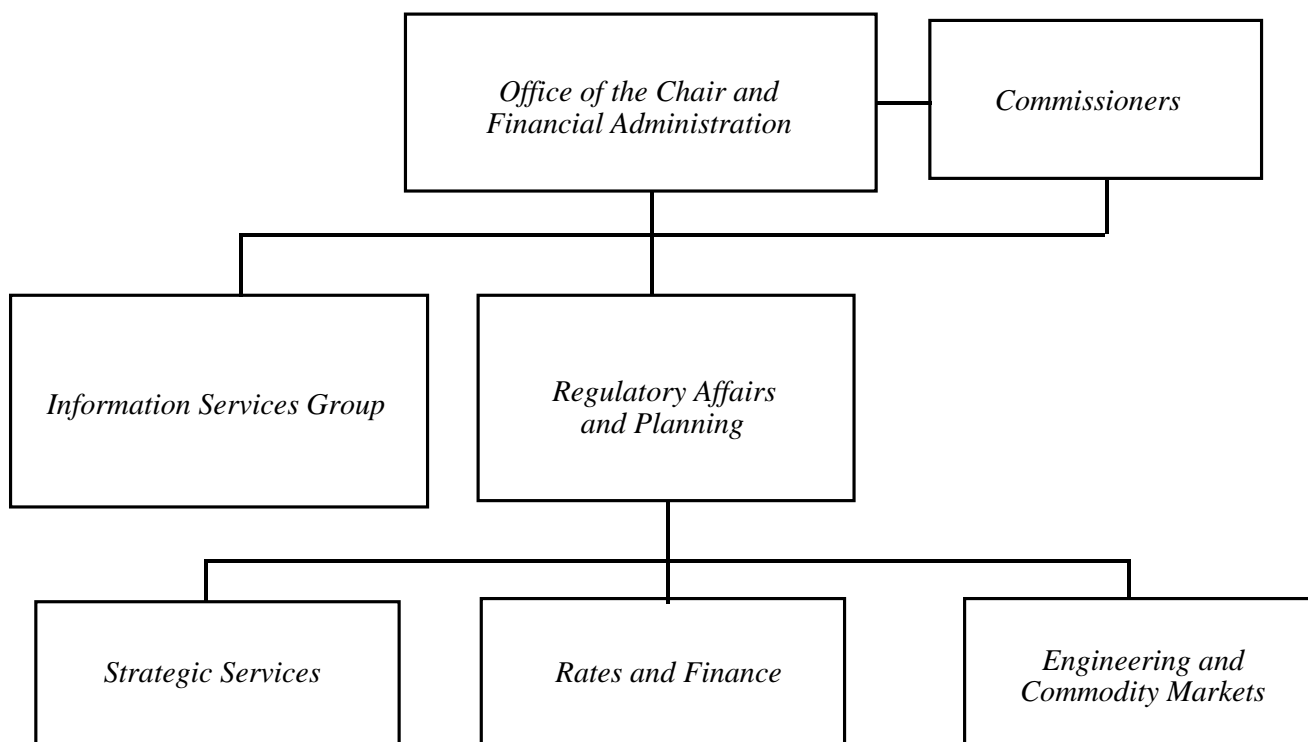 Office of the Chair and
Financial Administration
Commissioners
Information Services Group
Regulatory Affairs
and Planning
Strategic Services
Rates and Finance
Engineering and
Commodity Markets